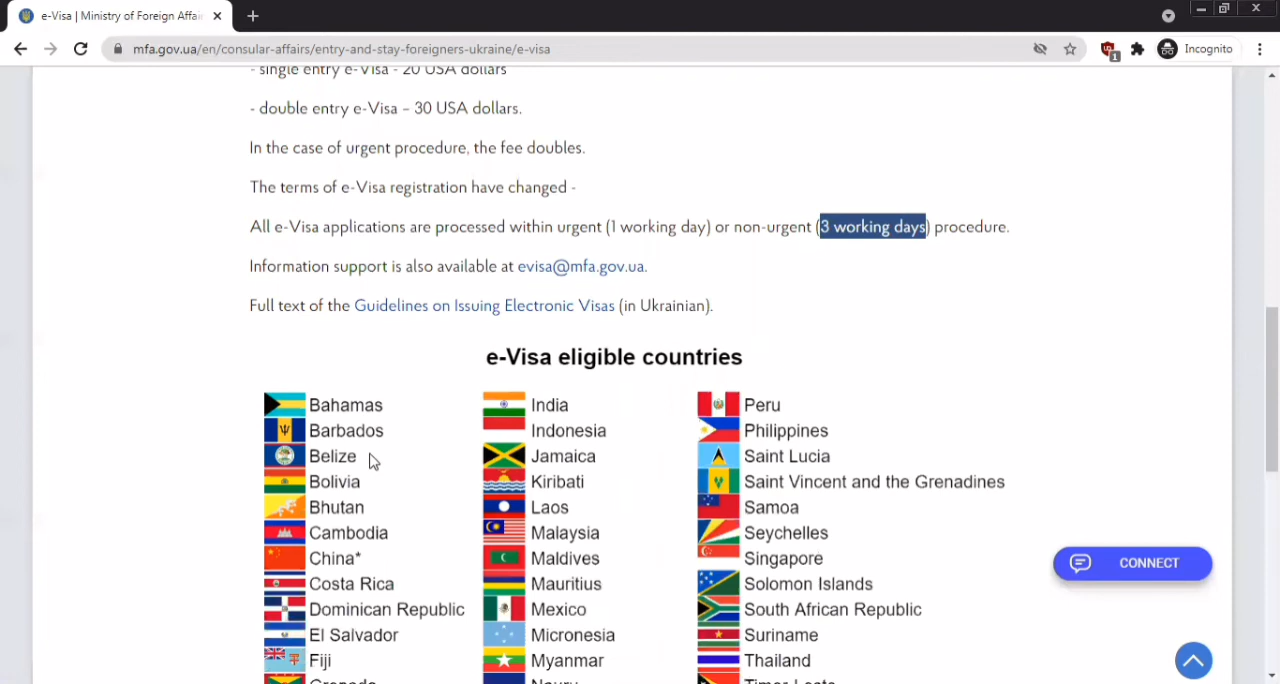 e-Visa | Ministry of Foreign Affai
mfa.gov.ua/en/consular-affairs/entry-and-stay-foreigners-ukraine/e-visa
1
Incognito
- single entry e-Visa - 20 USA dollars
- double entry e-Visa – 30 USA dollars.
In the case of urgent procedure, the fee doubles.
The terms of e-Visa registration have changed -
All e-Visa applications are processed within urgent (1 working day) or non-urgent (3 working days) procedure.
Information support is also available at evisa@mfa.gov.ua.
Full text of the Guidelines on Issuing Electronic Visas (in Ukrainian).
e-Visa eligible countries
Bahamas India Peru
Barbados Indonesia Philippines
Belize Jamaica Saint Lucia
Bolivia Kiribati Saint Vincent and the Grenadines
Bhutan Laos Samoa
Cambodia Malaysia Seychelles
China* Maldives Singapore
CONNECT
Costa Rica Mauritius Solomon Islands
Dominican Republic Mexico South African Republic
El Salvador Micronesia Suriname
Fiji Myanmar Thailand